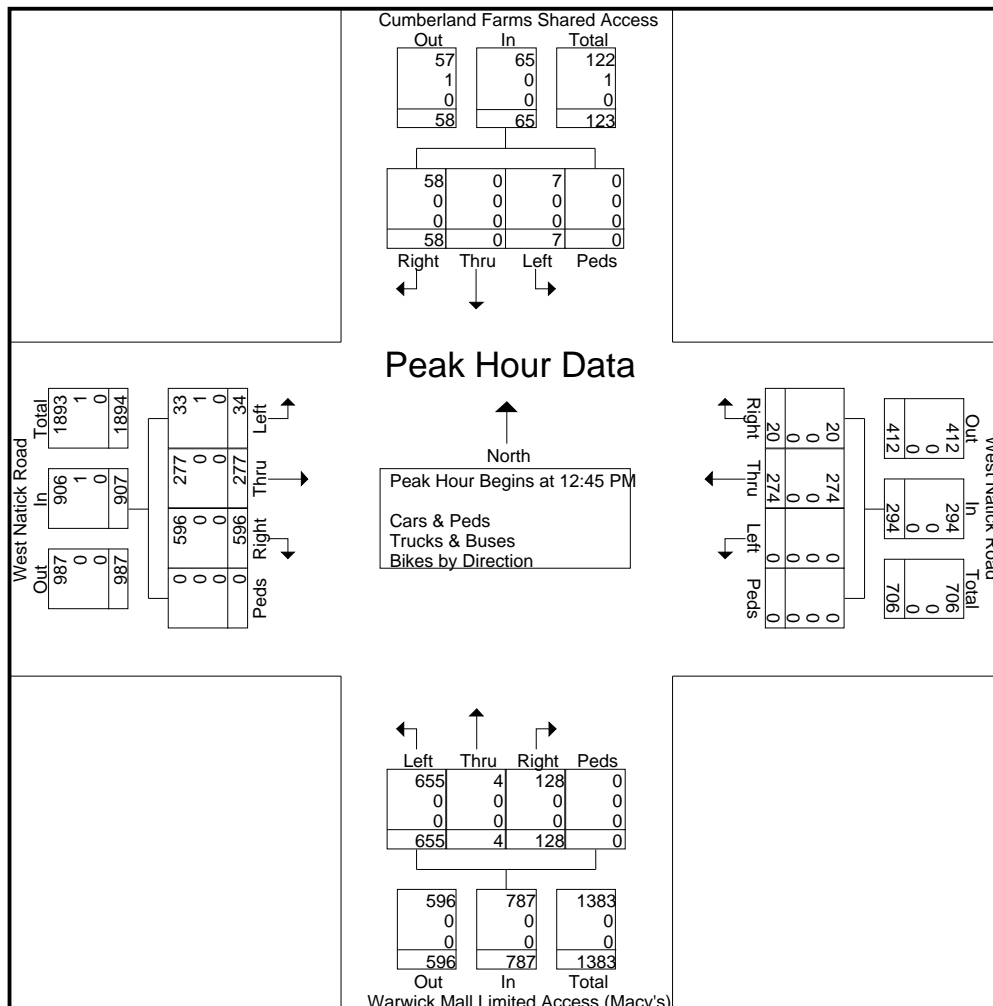 Cumberland Farms Shared Access
Out In Total
57 65 122
1 0 1
0 0 0
58 65 123
58 0 7 0
0 0 0 0
0 0 0 0
58 0 7 0
Right Thru Left Peds
Peak Hour Data
North
Peak Hour Begins at 12:45 PM
Cars & Peds
Trucks & Buses
Bikes by Direction
West Natick Road
Out In Total
987 906 1893
0 1 1
0 0 0
987 907 1894
0 596 277 33
0 0 0 1
0 0 0 0
0 596 277 34
Peds Right Thru Left
West Natick Road
Out In Total
412 294 706
0 0 0
0 0 0
412 294 706
20 274 0 0
0 0 0 0
0 0 0 0
20 274 0 0
Right Thru Left Peds
Left Thru Right Peds
655 4 128 0
0 0 0 0
0 0 0 0
655 4 128 0
596 787 1383
0 0 0
0 0 0
596 787 1383
Out In Total
Warwick Mall Limited Access (Macy's)